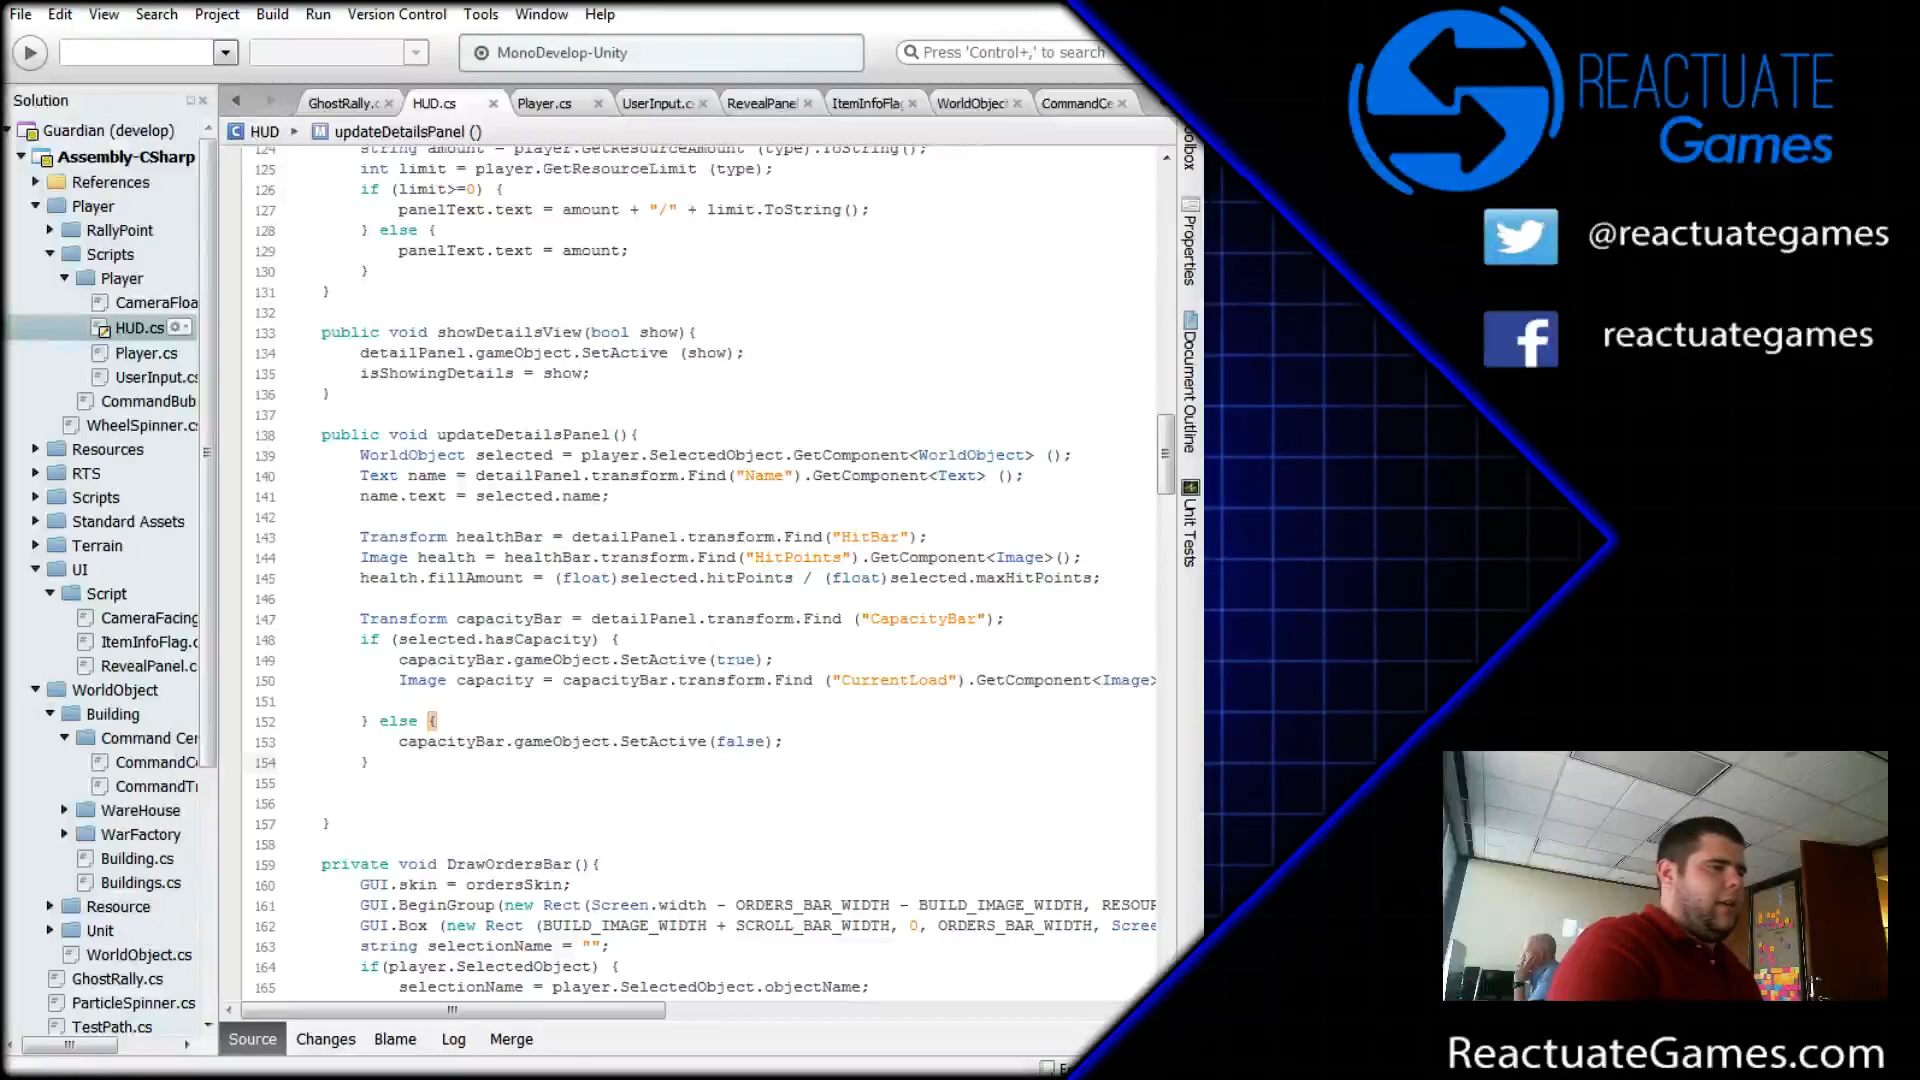 File Edit View Search Project Build Run Version Control Tools Window Help
MonoDevelop-Unity
Press 'Control+,' to search
Solution
GhostRally.c
HUD.cs
Player.cs
UserInput.c
RevealPanel
ItemInfoFlag
WorldObject
CommandCe
HUD
updateDetailsPanel ()
Guardian (develop)
Assembly-CSharp
References
Player
RallyPoint
Scripts
Player
CameraFloa
HUD.cs
Player.cs
UserInput.cs
CommandBub
WheelSpinner.cs
Resources
RTS
Scripts
Standard Assets
Terrain
UI
Script
CameraFacing
ItemInfoFlag.c
RevealPanel.c
WorldObject
Building
Command Cen
CommandCe
CommandTr
WareHouse
WarFactory
Building.cs
Buildings.cs
Resource
Unit
WorldObject.cs
GhostRally.cs
ParticleSpinner.cs
TestPath.cs
124 string amount = player.GetResourceAmount (type).ToString();
125 int limit = player.GetResourceLimit (type);
126 if (limit>=0) {
127 panelText.text = amount + "/" + limit.ToString();
128 } else {
129 panelText.text = amount;
130 }
131 }
132
133 public void showDetailsView(bool show){
134 detailPanel.gameObject.SetActive (show);
135 isShowingDetails = show;
136 }
137
138 public void updateDetailsPanel(){
139 WorldObject selected = player.SelectedObject.GetComponent<WorldObject> ();
140 Text name = detailPanel.transform.Find("Name").GetComponent<Text> ();
141 name.text = selected.name;
142
143 Transform healthBar = detailPanel.transform.Find("HitBar");
144 Image health = healthBar.transform.Find("HitPoints").GetComponent<Image>();
145 health.fillAmount = (float)selected.hitPoints / (float)selected.maxHitPoints;
146
147 Transform capacityBar = detailPanel.transform.Find ("CapacityBar");
148 if (selected.hasCapacity) {
149 capacityBar.gameObject.SetActive(true);
150 Image capacity = capacityBar.transform.Find ("CurrentLoad").GetComponent<Image>
151
152 } else {
153 capacityBar.gameObject.SetActive(false);
154 }
155
156
157 }
158
159 private void DrawOrdersBar(){
160 GUI.skin = ordersSkin;
161 GUI.BeginGroup(new Rect(Screen.width - ORDERS_BAR_WIDTH - BUILD_IMAGE_WIDTH, RESOUR
162 GUI.Box (new Rect (BUILD_IMAGE_WIDTH + SCROLL_BAR_WIDTH, 0, ORDERS_BAR_WIDTH, Scree
163 string selectionName = "";
164 if(player.SelectedObject) {
165 selectionName = player.SelectedObject.objectName;
Source Changes Blame Log Merge
Properties
Document Outline
Unit Tests
REACTUATE
Games
@reactuategames
reactuategames
ReactuateGames.com